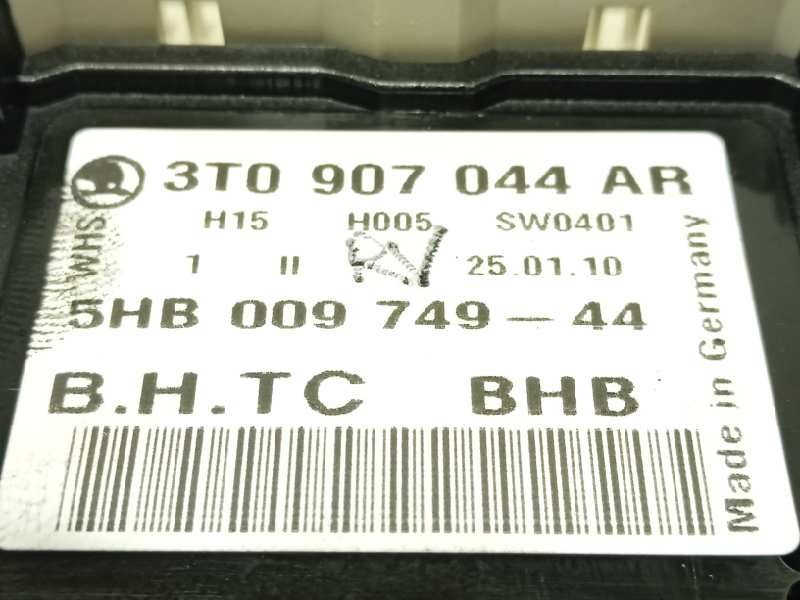 3T0 907 044 AR
H15 H005 SW0401
1 II 25.01.10
5HB 009 749-44
B.H.TC BHB
WHS
Made in Germany